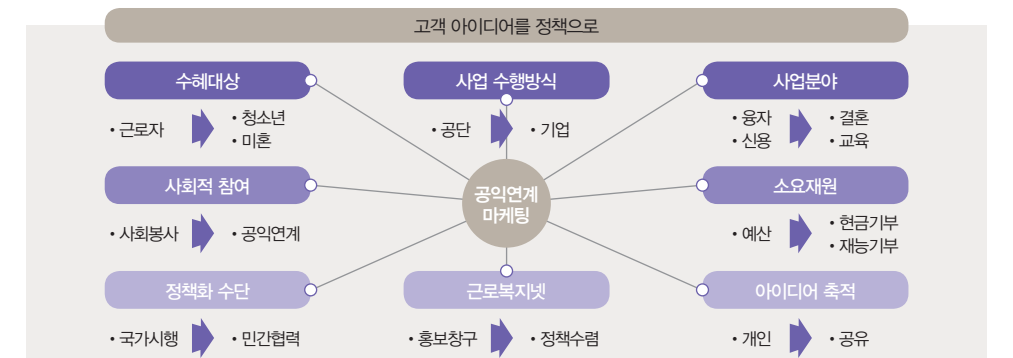 고객 아이디어를 정책으로
수혜대상
• 근로자
• 청소년
• 미혼
사업 수행방식
• 공단
• 기업
사업분야
• 융자
• 신용
• 결혼
• 교육
사회적 참여
• 사회봉사
• 공익연계
공익연계
마케팅
소요재원
• 예산
• 현금기부
• 재능기부
정책화 수단
• 국가시행
• 민간협력
근로복지넷
• 홍보창구
• 정책수렴
아이디어 축적
• 개인
• 공유